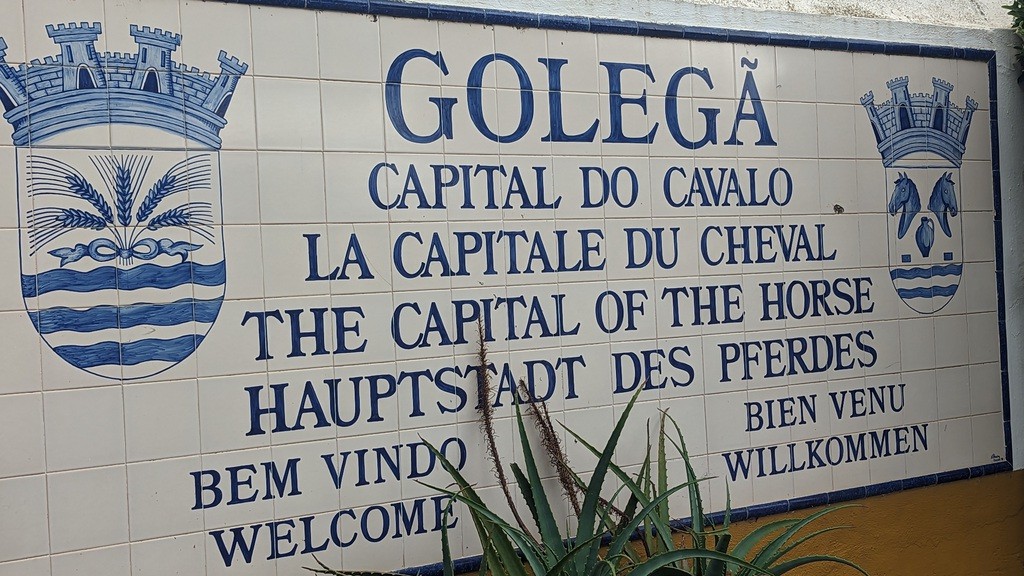 GOLEGÃ
CAPITAL DO CAVALO
LA CAPITALE DU CHEVAL
THE CAPITAL OF THE HORSE
HAUPTSTADT DES PFERDES
BEM VINDO
BIEN VENU
WELCOME
WILLKOMMEN